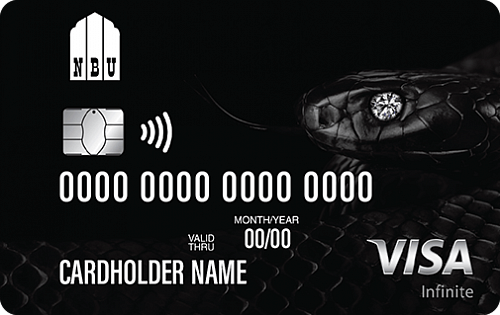 NBU
0000 0000 0000 0000
MONTH/YEAR
VALID
THRU
00/00
CARDHOLDER NAME
VISA
Infinite